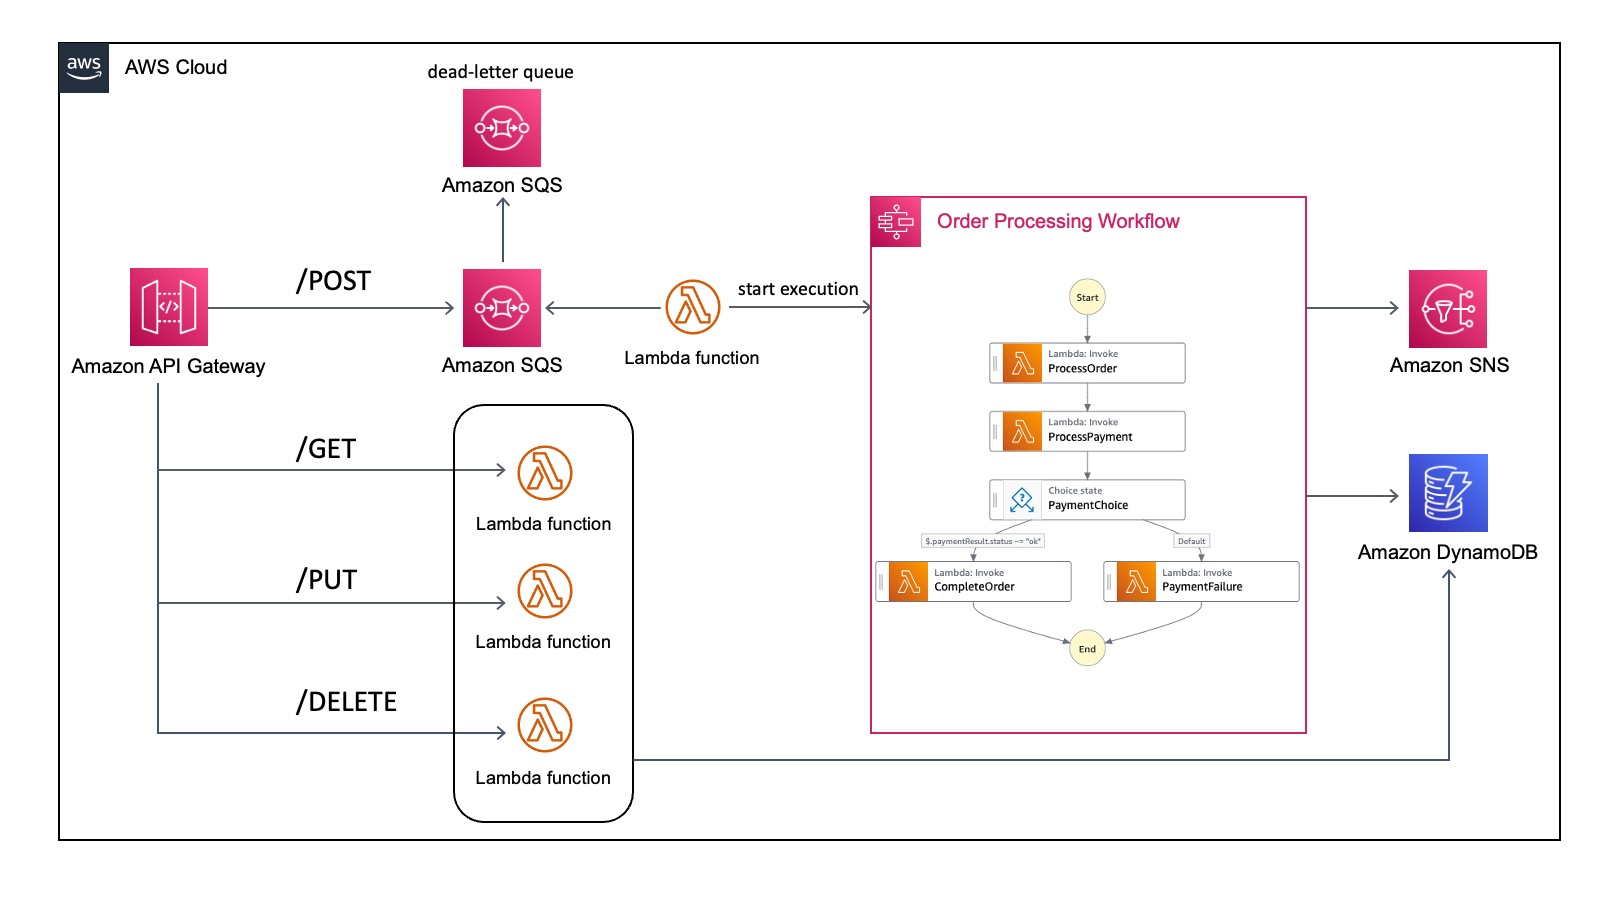 aws
AWS Cloud
dead-letter queue
Amazon SQS
Order Processing Workflow
/POST
start execution
Amazon API Gateway
Amazon SQS
Lambda function
Start
Lambda: Invoke
ProcessOrder
Lambda: Invoke
ProcessPayment
Choice state
PaymentChoice
$.paymentResult.status == "ok"
Default
Lambda: Invoke
CompleteOrder
Lambda: Invoke
PaymentFailure
End
Amazon SNS
Amazon DynamoDB
/GET
Lambda function
/PUT
Lambda function
/DELETE
Lambda function